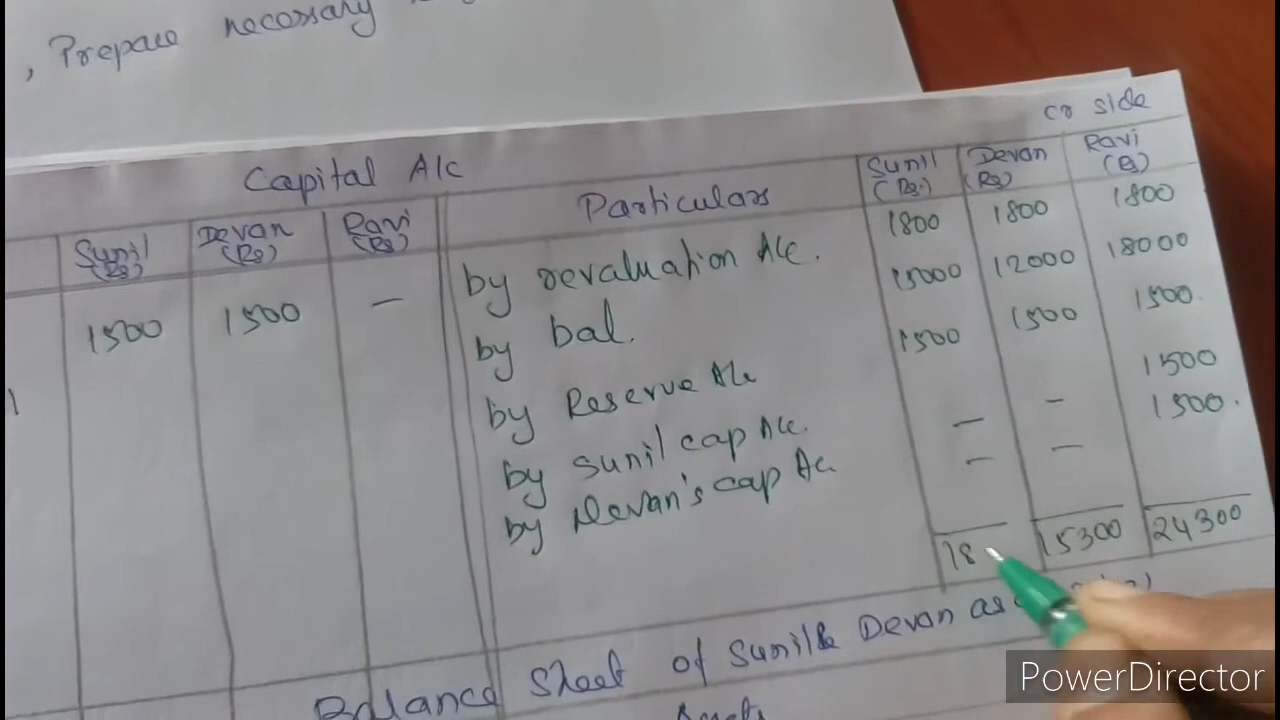 , Prepare necessary
cr side
Capital A/c
Sunil (Rs) Devan (Rs) Ravi (Rs) Particulars Sunil (Rs.) Devan (Rs) Ravi (Rs)
1500 1500 — by revaluation A/c. 1800 1800 1800
by bal. 15000 12000 18000
by Reserve A/c 1500 1500 1500.
by Sunil cap A/c. — - 1500
by Devan's cap A/c — - 1500.
18 15300 24300
Balance Sheet of Sunil & Devan as
PowerDirector